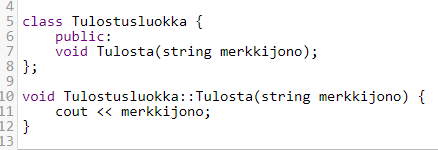 4
5 class Tulostusluokka {
6     public:
7     void Tulosta(string merkkijono);
8 };
9
10 void Tulostusluokka::Tulosta(string merkkijono) {
11     cout << merkkijono;
12 }
13